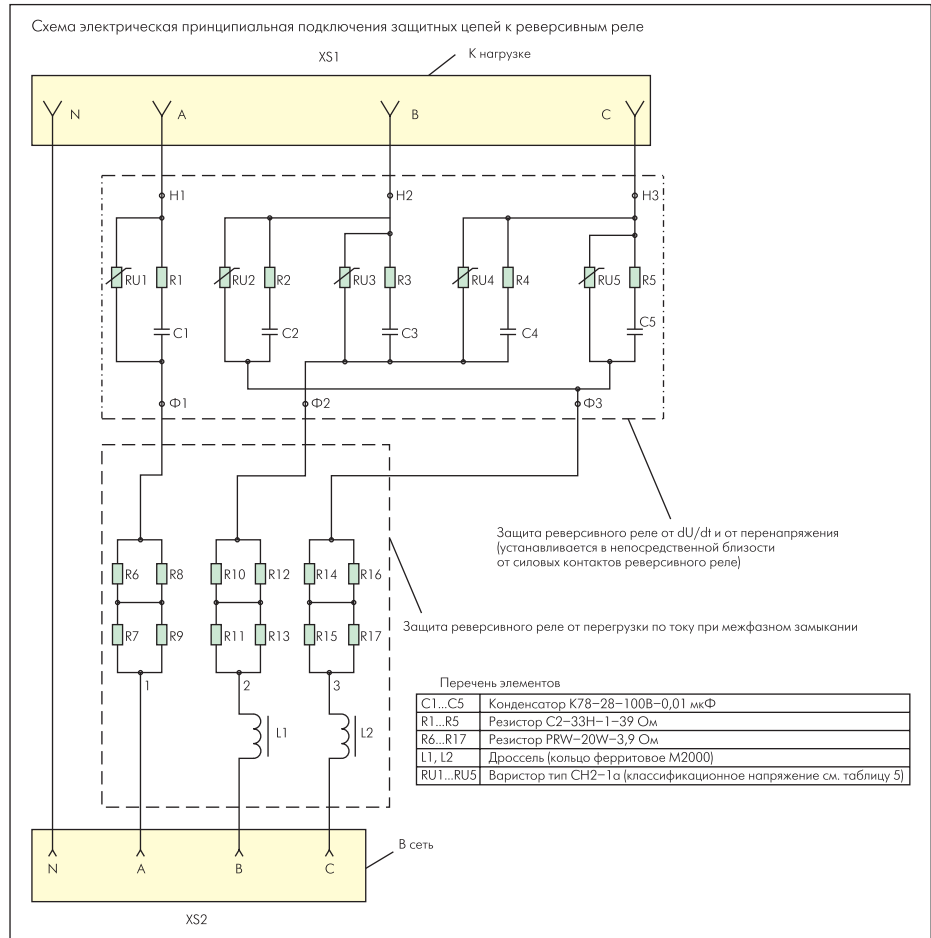 Схема электрическая принципиальная подключения защитных цепей к реверсивным реле
XS1
К нагрузке
N
A
B
C
Н1
Н2
Н3
RU1
R1
RU2
R2
RU3
R3
RU4
R4
RU5
R5
C1
C2
C3
C4
C5
Ф1
Ф2
Ф3
Защита реверсивного реле от dU/dt и от перенапряжения
(устанавливается в непосредственной близости
от силовых контактов реверсивного реле)
R6
R8
R10
R12
R14
R16
R7
R9
R11
R13
R15
R17
Защита реверсивного реле от перегрузки по току при межфазном замыкании
1
2
3
L1
L2
Перечень элементов
C1...C5 Конденсатор К78–28–100В–0,01 мкФ
R1...R5 Резистор С2–33Н–1–39 Ом
R6...R17 Резистор PRW–20W–3,9 Ом
L1, L2 Дроссель (кольцо ферритовое М2000)
RU1...RU5 Варистор тип СН2–1а (классификационное напряжение см. таблицу 5)
В сеть
N
A
B
C
XS2